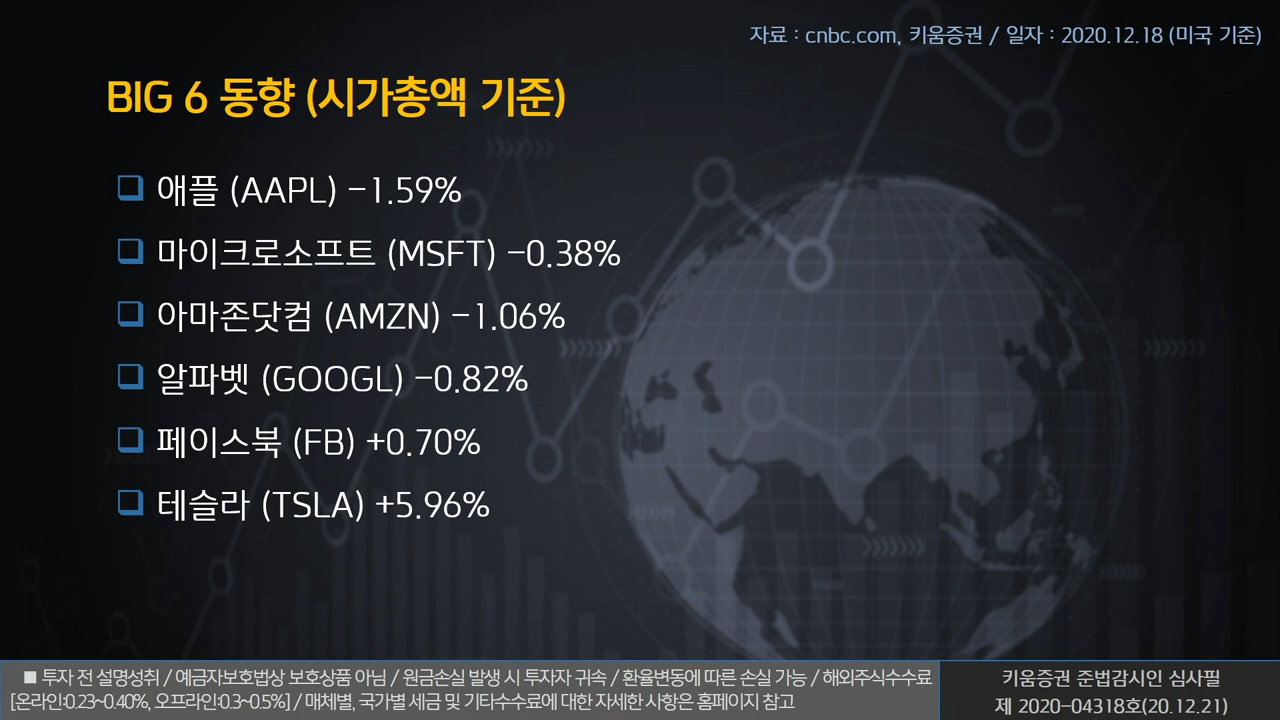 자료 : cnbc.com, 키움증권 / 일자 : 2020.12.18 (미국 기준)
BIG 6 동향 (시가총액 기준)
애플 (AAPL) -1.59%
마이크로소프트 (MSFT) -0.38%
아마존닷컴 (AMZN) -1.06%
알파벳 (GOOGL) -0.82%
페이스북 (FB) +0.70%
테슬라 (TSLA) +5.96%
■ 투자 전 설명성취 / 예금자보호법상 보호상품 아님 / 원금손실 발생 시 투자자 귀속 / 환율변동에 따른 손실 가능 / 해외주식수수료
[온라인:0.23~0.40%, 오프라인:0.3~0.5%] / 매체별, 국가별 세금 및 기타수수료에 대한 자세한 사항은 홈페이지 참고
키움증권 준법감시인 심사필
제 2020-04318호(20.12.21)